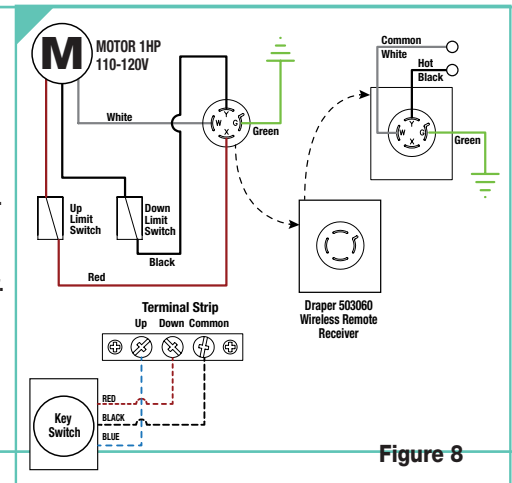 M
MOTOR 1HP
110-120V
White
Y
W
G
X
Green
Common
White
Hot
Black
Y
W
G
X
Green
Up
Limit
Switch
Down
Limit
Switch
Black
Red
Draper 503060
Wireless Remote
Receiver
Terminal Strip
Up Down Common
Key
Switch
RED
BLACK
BLUE
Figure 8